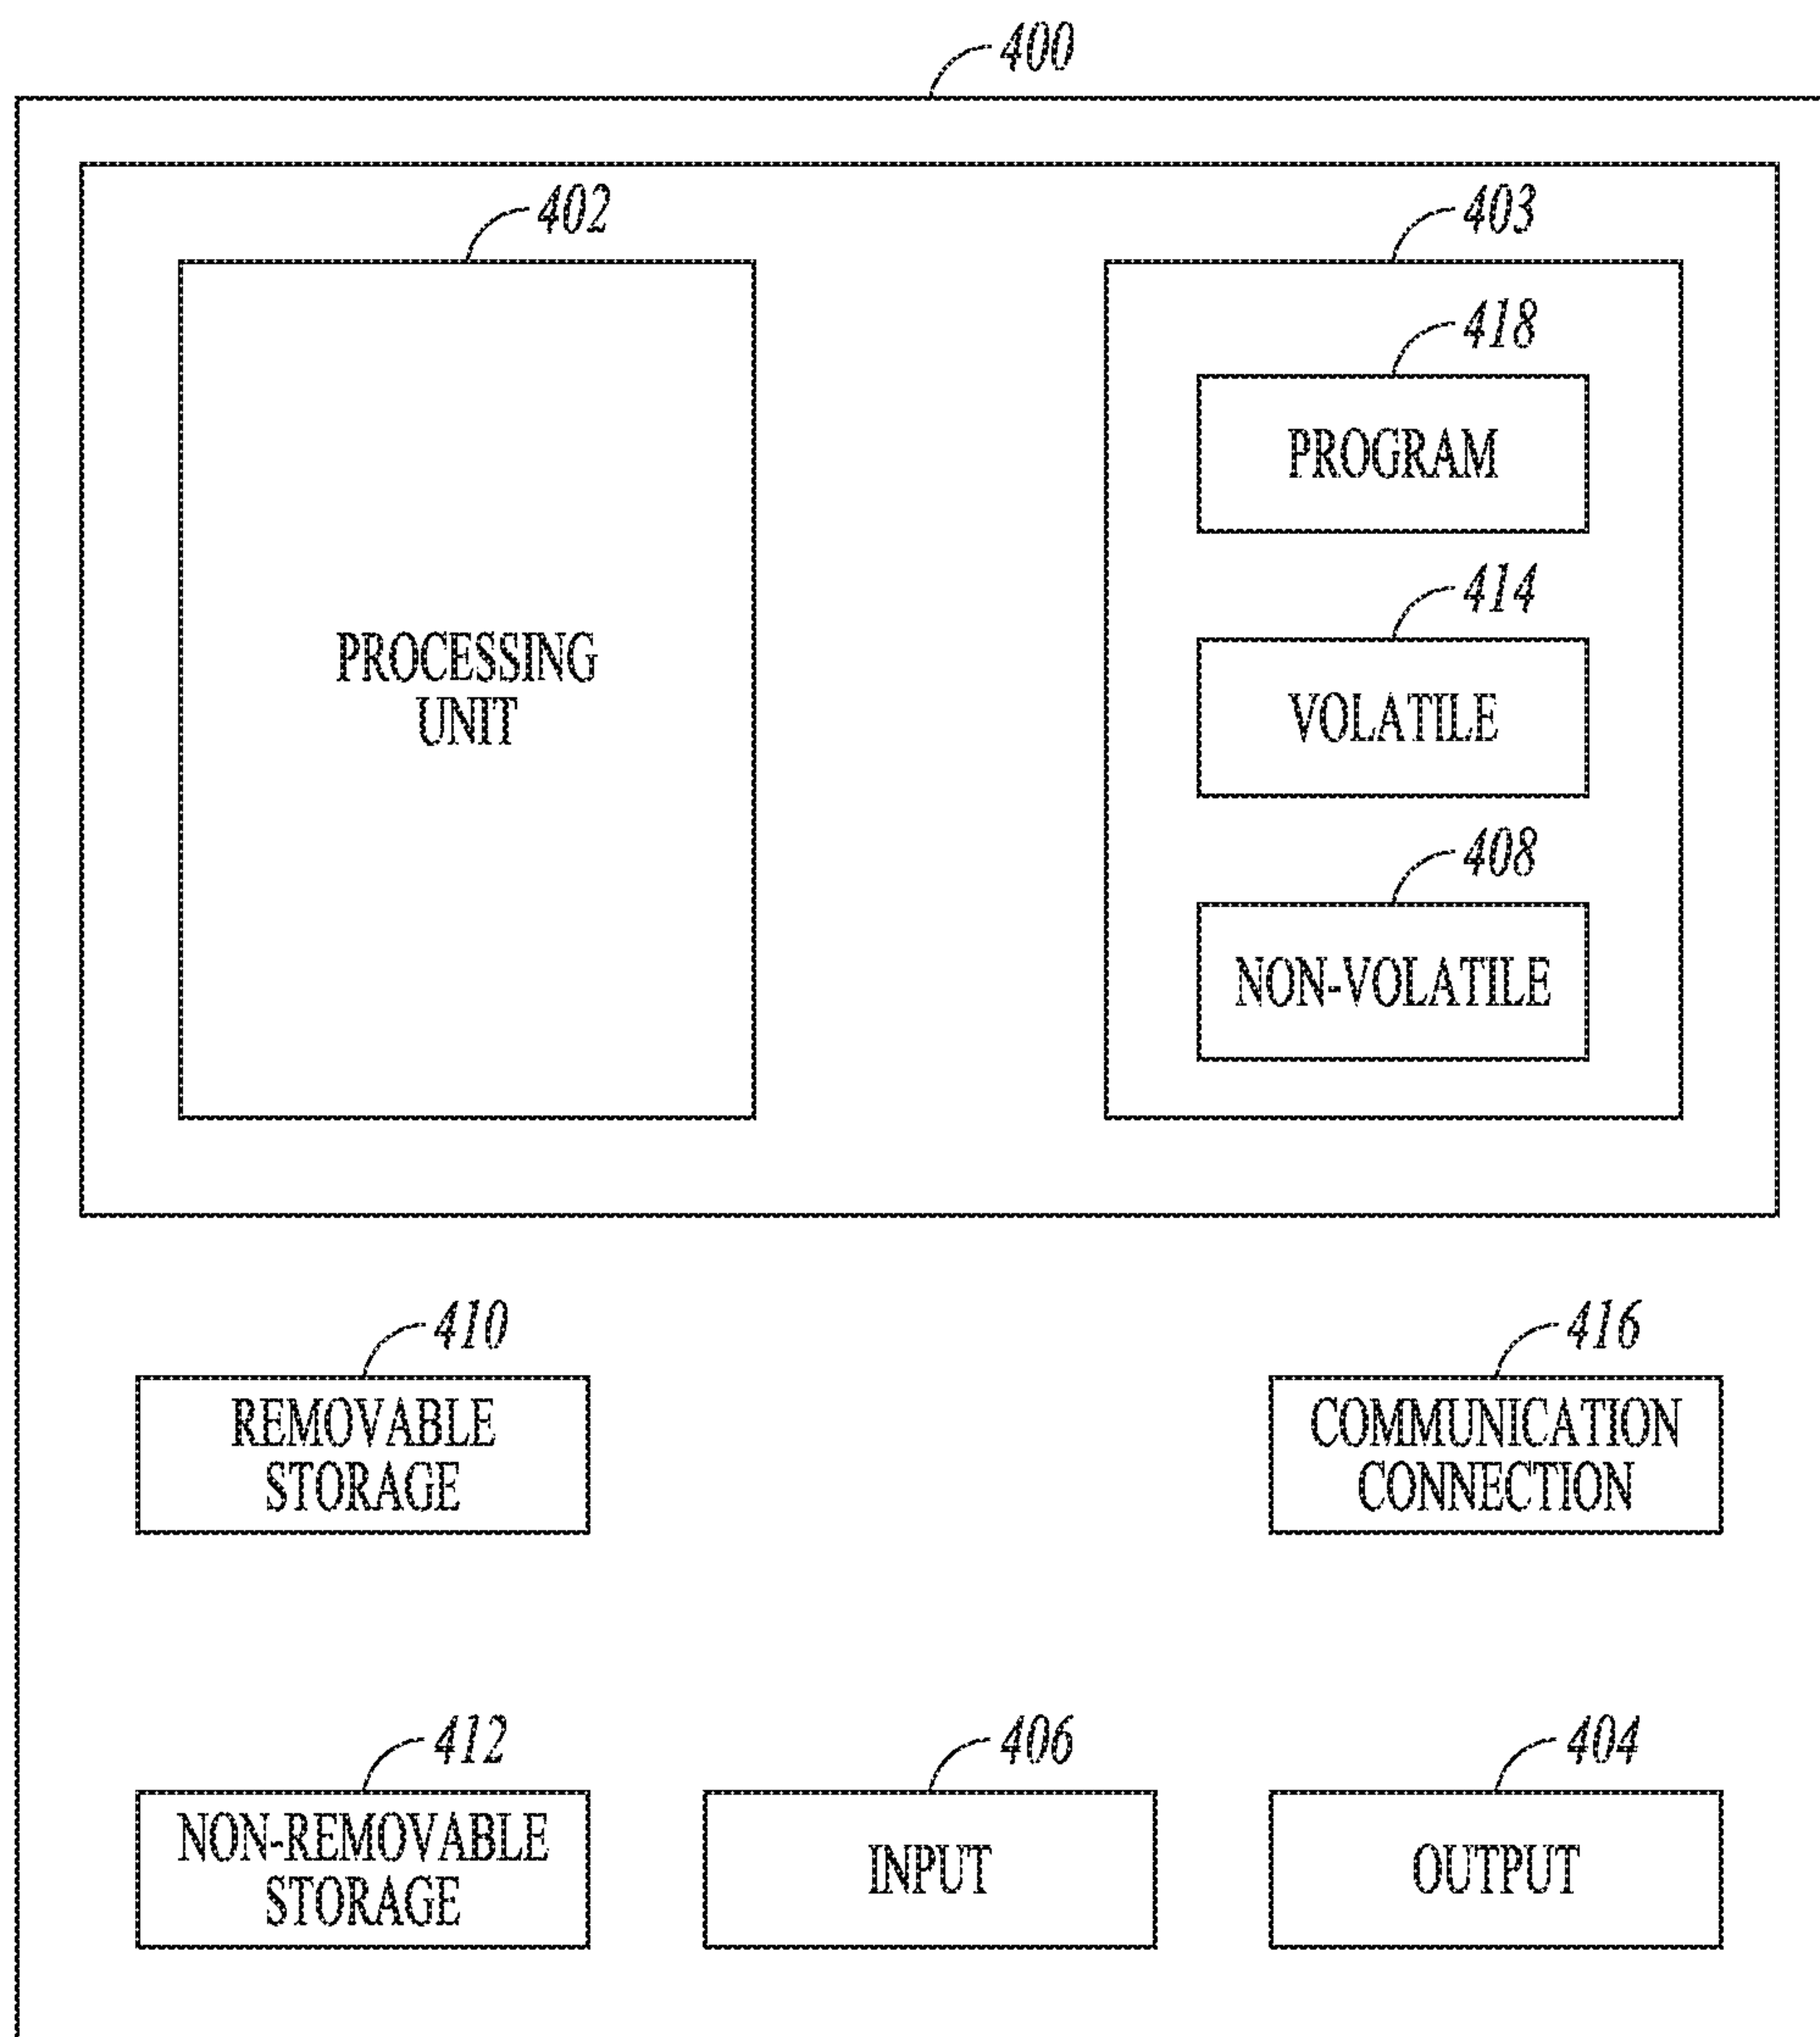 400
402
403
418
PROGRAM
414
PROCESSING
UNIT
VOLATILE
408
NON-VOLATILE
410
416
REMOVABLE
STORAGE
COMMUNICATION
CONNECTION
412
406
404
NON-REMOVABLE
STORAGE
INPUT
OUTPUT